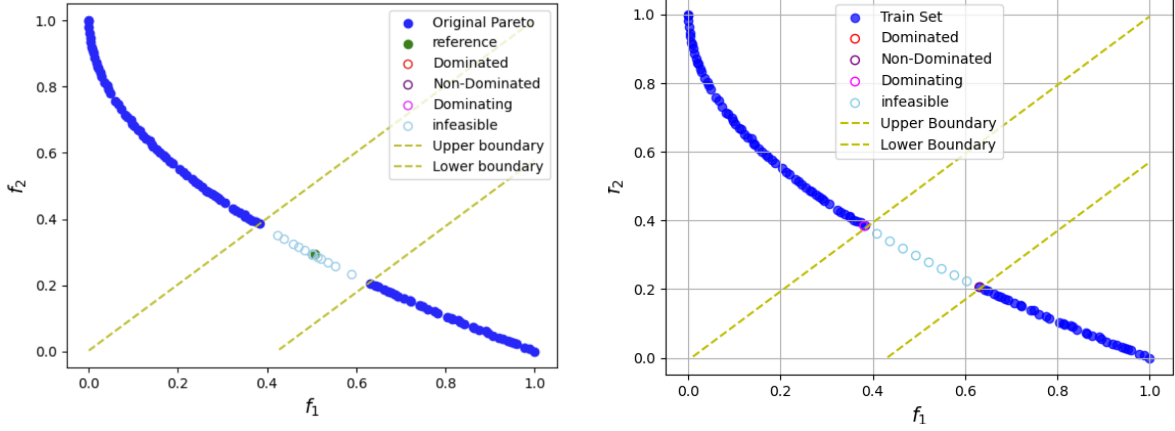 1.0
0.8
0.6
0.4
0.2
0.0
f₂
0.0
0.2
0.4
0.6
0.8
1.0
f₁
Original Pareto
reference
Dominated
Non-Dominated
Dominating
infeasible
Upper boundary
Lower boundary
1.0
0.8
0.6
0.4
0.2
0.0
0.0
0.2
0.4
0.6
0.8
1.0
f₁
Train Set
Dominated
Non-Dominated
Dominating
infeasible
Upper Boundary
Lower Boundary